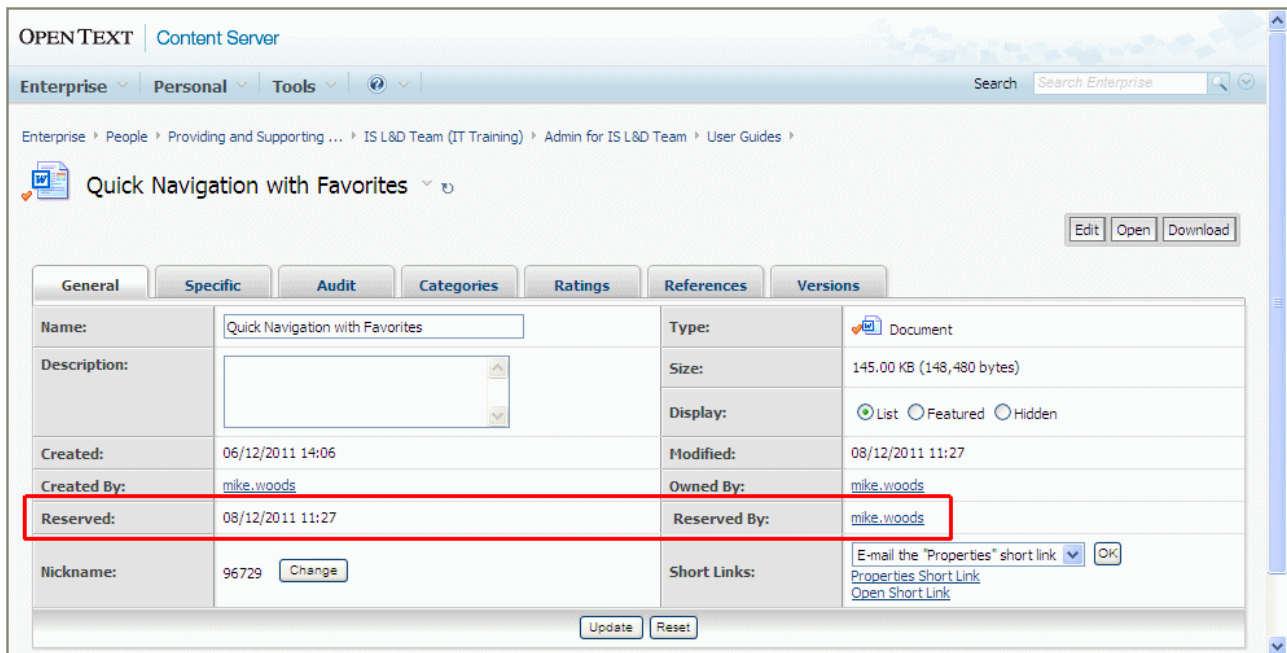 OPEN TEXT Content Server
Enterprise Personal Tools ? Search Search Enterprise
Enterprise People Providing and Supporting ... IS L&D Team (IT Training) Admin for IS L&D Team User Guides
Quick Navigation with Favorites
Edit Open Download
General Specific Audit Categories Ratings References Versions
Name: Quick Navigation with Favorites Type: Document
Description: Size: 145.00 KB (148,480 bytes)
Display: List Featured Hidden
Created: 06/12/2011 14:06 Modified: 08/12/2011 11:27
Created By: mike.woods Owned By: mike.woods
Reserved: 08/12/2011 11:27 Reserved By: mike.woods
Nickname: 96729 Change Short Links: E-mail the "Properties" short link OK
Properties Short Link
Open Short Link
Update Reset